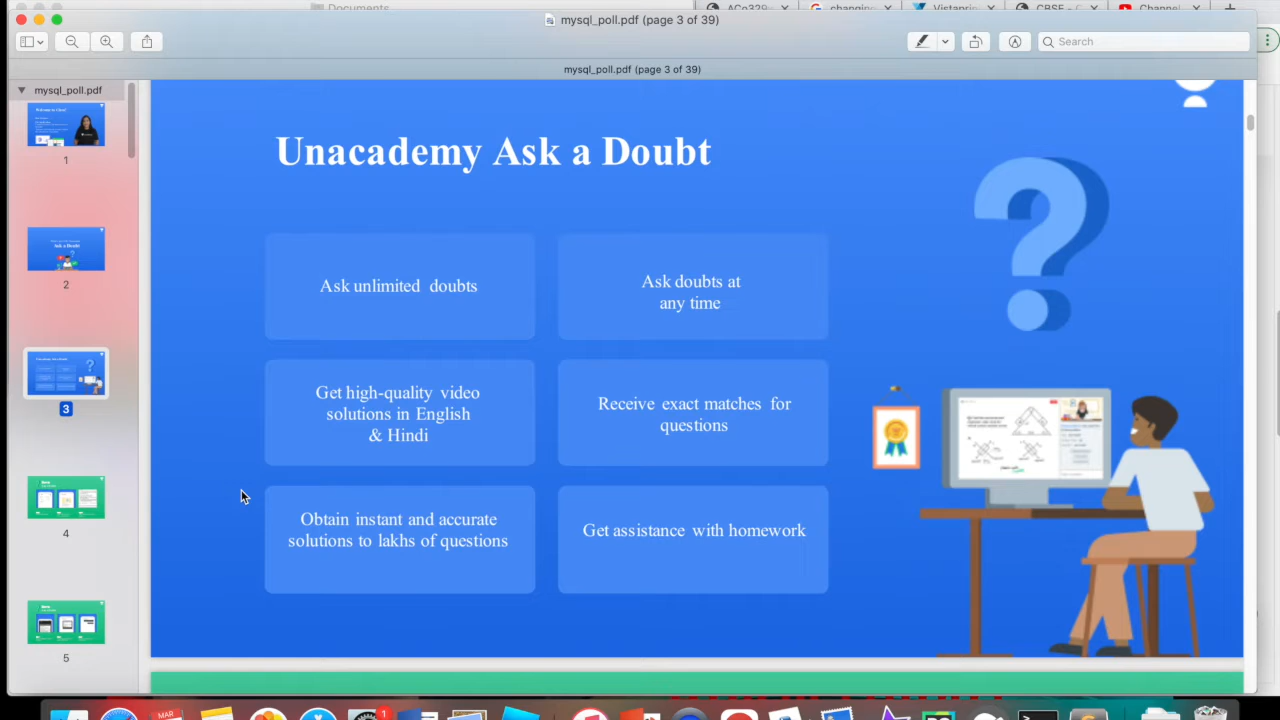 Documents
mysql_poll.pdf (page 3 of 39)
Search
mysql_poll.pdf (page 3 of 39)
mysql_poll.pdf
1
2
3
4
5
Unacademy Ask a Doubt
Ask unlimited doubts
Ask doubts at
any time
Get high-quality video
solutions in English
& Hindi
Receive exact matches for
questions
Obtain instant and accurate
solutions to lakhs of questions
Get assistance with homework
MAR
1